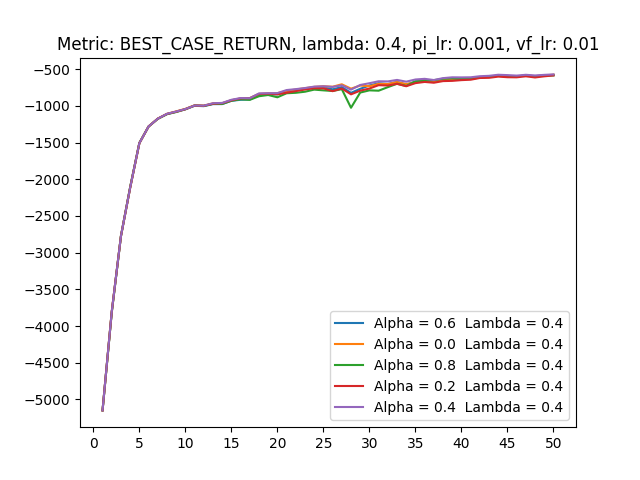 Metric: BEST_CASE_RETURN, lambda: 0.4, pi_lr: 0.001, vf_lr: 0.01
−500
−1000
−1500
−2000
−2500
−3000
−3500
−4000
−4500
−5000
Alpha = 0.6 Lambda = 0.4
Alpha = 0.0 Lambda = 0.4
Alpha = 0.8 Lambda = 0.4
Alpha = 0.2 Lambda = 0.4
Alpha = 0.4 Lambda = 0.4
0 5 10 15 20 25 30 35 40 45 50